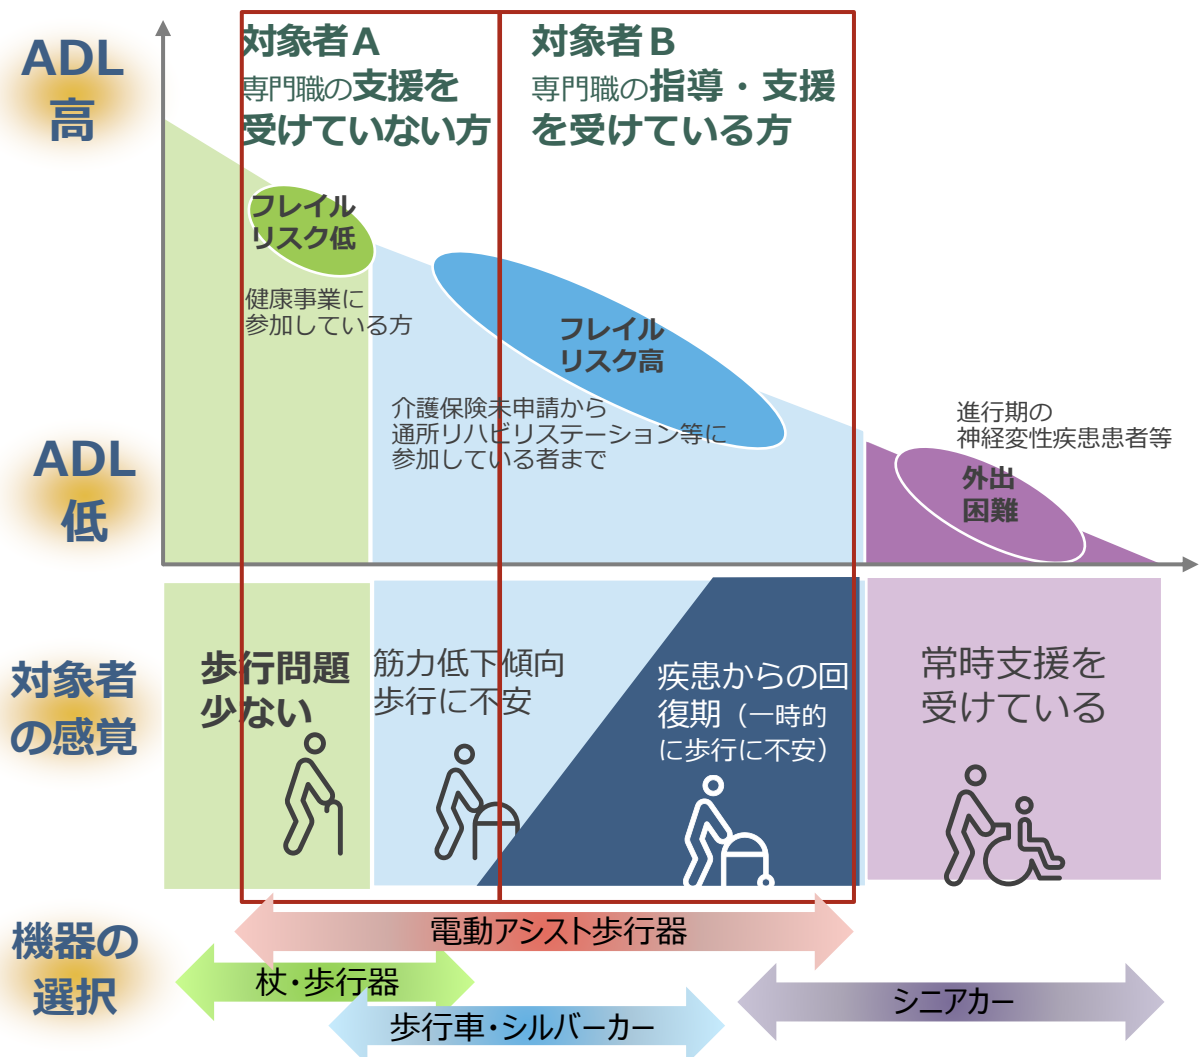 ADL
高
対象者A
専門職の支援を
受けていない方
対象者B
専門職の指導・支援
を受けている方
フレイル
リスク低
健康事業に
参加している方
フレイル
リスク高
介護保険未申請から
通所リハビリステーション等に
参加している者まで
進行期の
神経変性疾患患者等
外出
困難
ADL
低
対象者
の感覚
歩行問題
少ない
筋力低下傾向
歩行に不安
疾患からの回
復期（一時的
に歩行に不安）
常時支援を
受けている
機器の
選択
電動アシスト歩行器
杖・歩行器
歩行車・シルバーカー
シニアカー